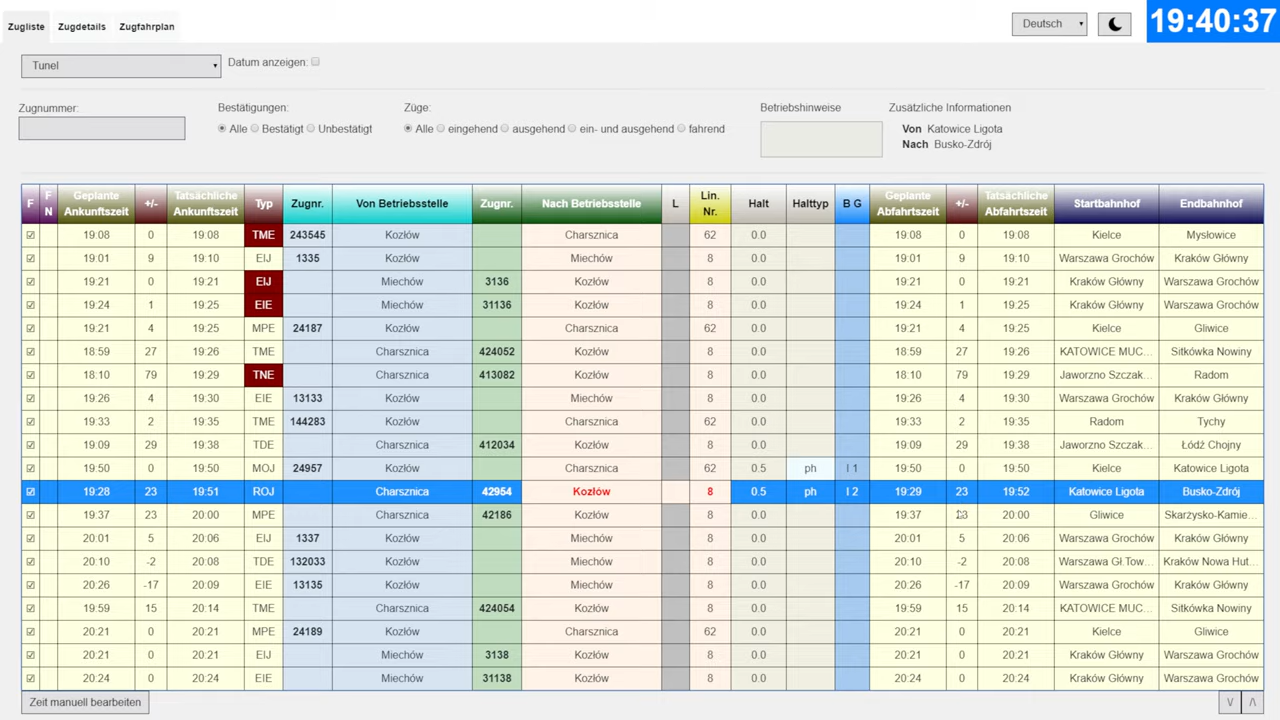 Zugliste Zugdetails Zugfahrplan Deutsch 19:40:37
Tunel Datum anzeigen:
Zugnummer: Bestätigungen: Züge: Betriebshinweise Zusätzliche Informationen
Alle Bestätigt Unbestätigt Alle eingehend ausgehend ein- und ausgehend fahrend Von Katowice Ligota
Nach Busko-Zdrój
F F N Geplante Ankunftszeit +/- Tatsächliche Ankunftszeit Typ Zugnr. Von Betriebsstelle Zugnr. Nach Betriebsstelle L Lin. Nr. Halt Halttyp B G Geplante Abfahrtszeit +/- Tatsächliche Abfahrtszeit Startbahnhof Endbahnhof
19:08 0 19:08 TME 243545 Kozłów Charsznica 62 0.0 19:08 0 19:08 Kielce Mysłowice
19:01 9 19:10 EIJ 1335 Kozłów Miechów 8 0.0 19:01 9 19:10 Warszawa Grochów Kraków Główny
19:21 0 19:21 EIJ Miechów 3136 Kozłów 8 0.0 19:21 0 19:21 Kraków Główny Warszawa Grochów
19:24 1 19:25 EIE Miechów 31136 Kozłów 8 0.0 19:24 1 19:25 Kraków Główny Warszawa Grochów
19:21 4 19:25 MPE 24187 Kozłów Charsznica 62 0.0 19:21 4 19:25 Kielce Gliwice
18:59 27 19:26 TME Charsznica 424052 Kozłów 8 0.0 18:59 27 19:26 KATOWICE MUC... Sitkówka Nowiny
18:10 79 19:29 TNE Charsznica 413082 Kozłów 8 0.0 18:10 79 19:29 Jaworzno Szczak... Radom
19:26 4 19:30 EIE 13133 Kozłów Miechów 8 0.0 19:26 4 19:30 Warszawa Grochów Kraków Główny
19:33 2 19:35 TME 144283 Kozłów Charsznica 62 0.0 19:33 2 19:35 Radom Tychy
19:09 29 19:38 TDE Charsznica 412034 Kozłów 8 0.0 19:09 29 19:38 Jaworzno Szczak... Łódź Chojny
19:50 0 19:50 MOJ 24957 Kozłów Charsznica 62 0.5 ph I 1 19:50 0 19:50 Kielce Katowice Ligota
19:28 23 19:51 ROJ Charsznica 42954 Kozłów 8 0.5 ph I 2 19:29 23 19:52 Katowice Ligota Busko-Zdrój
19:37 23 20:00 MPE Charsznica 42186 Kozłów 8 0.0 19:37 23 20:00 Gliwice Skarżysko-Kamie...
20:01 5 20:06 EIJ 1337 Kozłów Miechów 8 0.0 20:01 5 20:06 Warszawa Grochów Kraków Główny
20:10 -2 20:08 TDE 132033 Kozłów Miechów 8 0.0 20:10 -2 20:08 Warszawa Gł.Tow... Kraków Nowa Hut...
20:26 -17 20:09 EIE 13135 Kozłów Miechów 8 0.0 20:26 -17 20:09 Warszawa Grochów Kraków Główny
19:59 15 20:14 TME Charsznica 424054 Kozłów 8 0.0 19:59 15 20:14 KATOWICE MUC... Sitkówka Nowiny
20:21 0 20:21 MPE 24189 Kozłów Charsznica 62 0.0 20:21 0 20:21 Kielce Gliwice
20:21 0 20:21 EIJ Miechów 3138 Kozłów 8 0.0 20:21 0 20:21 Kraków Główny Warszawa Grochów
20:24 0 20:24 EIE Miechów 31138 Kozłów 8 0.0 20:24 0 20:24 Kraków Główny Warszawa Grochów
Zeit manuell bearbeiten